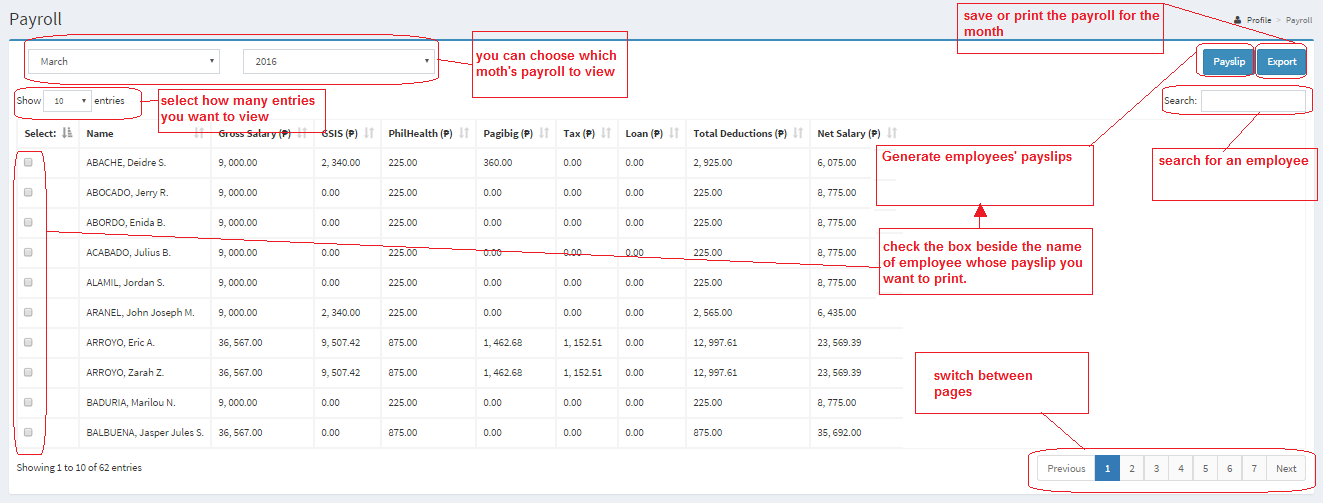 Payroll
save or print the payroll for the
month
Profile > Payroll
March 2016
you can choose which
moth's payroll to view
Payslip Export
Show 10 entries
select how many entries
you want to view
Search:
Select: Name Gross Salary (₱) GSIS (₱) PhilHealth (₱) Pagibig (₱) Tax (₱) Loan (₱) Total Deductions (₱) Net Salary (₱)
Generate employees' payslips
search for an employee
ABACHE, Deidre S. 9, 000.00 2, 340.00 225.00 360.00 0.00 0.00 2, 925.00 6, 075.00
ABOCADO, Jerry R. 9, 000.00 0.00 225.00 0.00 0.00 0.00 225.00 8, 775.00
ABORDO, Enida B. 9, 000.00 0.00 225.00 0.00 0.00 0.00 225.00 8, 775.00
ACABADO, Julius B. 9, 000.00 0.00 225.00 0.00 0.00 0.00 225.00 8, 775.00
check the box beside the name
of employee whose payslip you
want to print.
ALAMIL, Jordan S. 9, 000.00 0.00 225.00 0.00 0.00 0.00 225.00 8, 775.00
ARANEL, John Joseph M. 9, 000.00 2, 340.00 225.00 0.00 0.00 0.00 2, 565.00 6, 435.00
ARROYO, Eric A. 36, 567.00 9, 507.42 875.00 1, 462.68 1, 152.51 0.00 12, 997.61 23, 569.39
ARROYO, Zarah Z. 36, 567.00 9, 507.42 875.00 1, 462.68 1, 152.51 0.00 12, 997.61 23, 569.39
BADURIA, Marilou N. 9, 000.00 0.00 225.00 0.00 0.00 0.00 225.00 8, 775.00
BALBUENA, Jasper Jules S. 36, 567.00 0.00 875.00 0.00 0.00 0.00 875.00 35, 692.00
switch between
pages
Showing 1 to 10 of 62 entries
Previous 1 2 3 4 5 6 7 Next